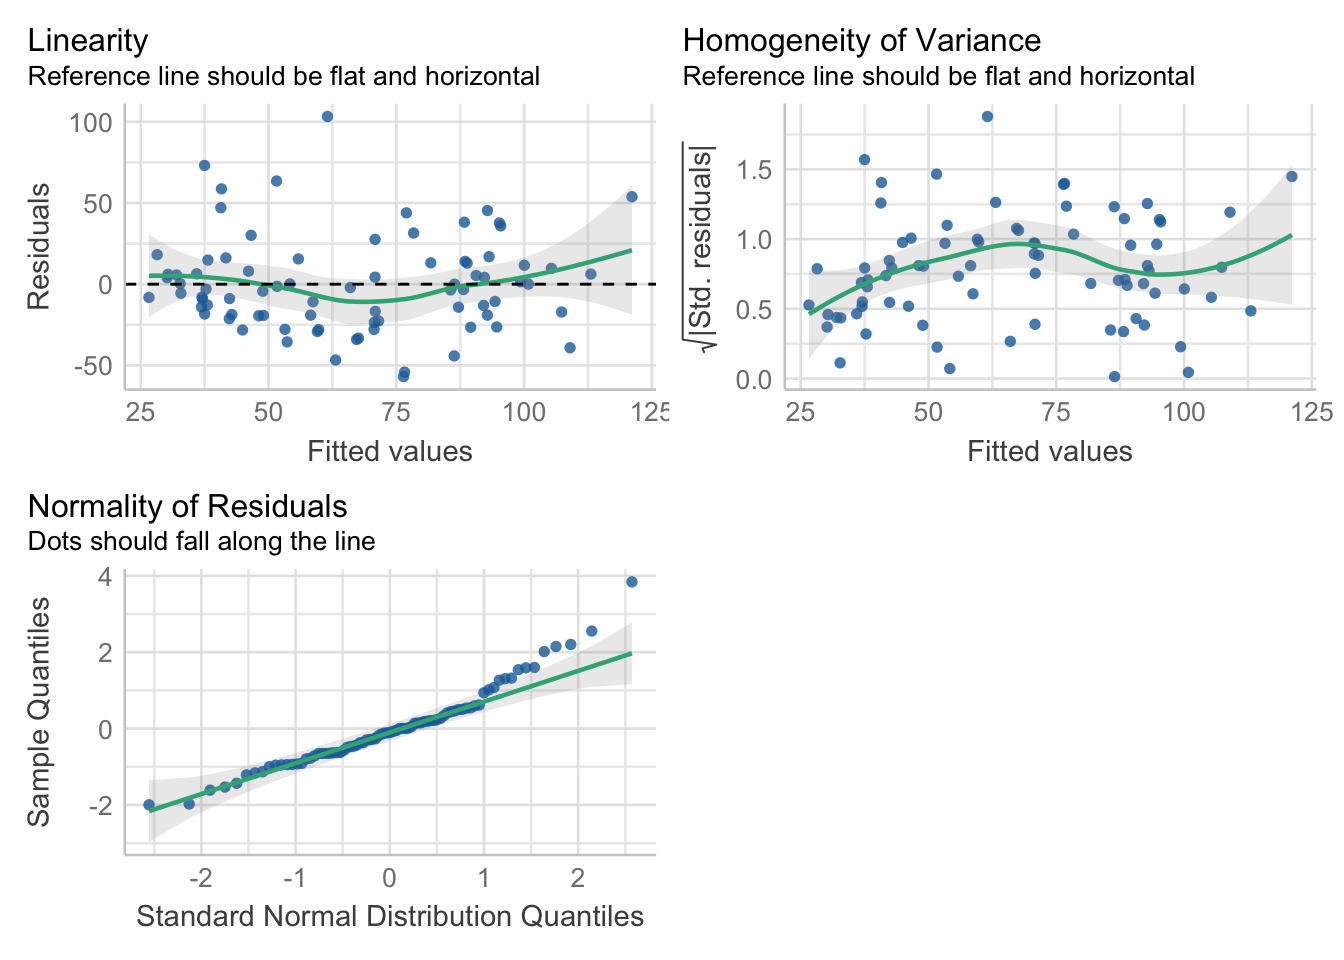 Linearity
Reference line should be flat and horizontal
100
50
0
-50
Residuals
25 50 75 100 125
Fitted values
Homogeneity of Variance
Reference line should be flat and horizontal
1.5
1.0
0.5
0.0
√|Std. residuals|
25 50 75 100 125
Fitted values
Normality of Residuals
Dots should fall along the line
4
2
0
-2
Sample Quantiles
-2 -1 0 1 2
Standard Normal Distribution Quantiles